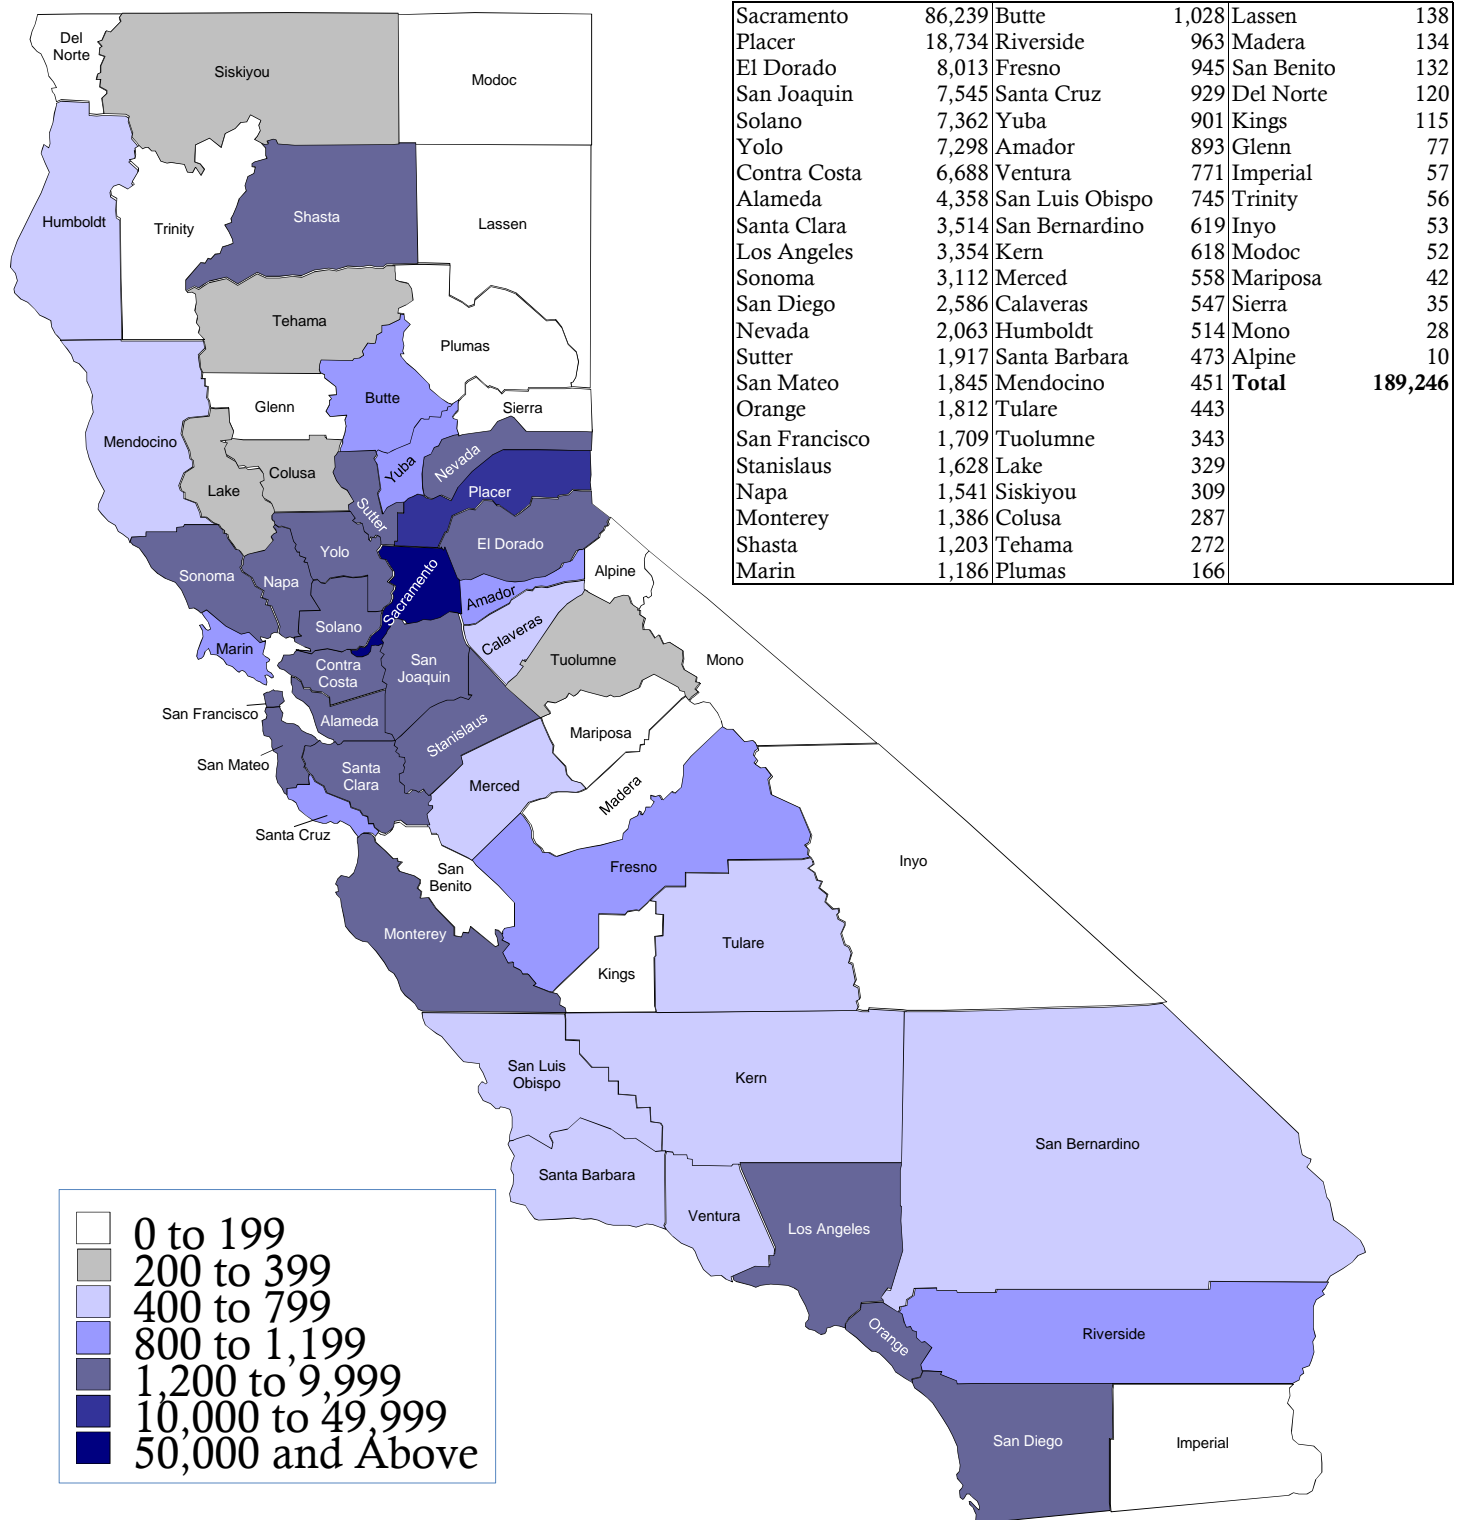 Sacramento 86,239 Butte 1,028 Lassen 138
Placer 18,734 Riverside 963 Madera 134
El Dorado 8,013 Fresno 945 San Benito 132
San Joaquin 7,545 Santa Cruz 929 Del Norte 120
Solano 7,362 Yuba 901 Kings 115
Yolo 7,298 Amador 893 Glenn 77
Contra Costa 6,688 Ventura 771 Imperial 57
Alameda 4,358 San Luis Obispo 745 Trinity 56
Santa Clara 3,514 San Bernardino 619 Inyo 53
Los Angeles 3,354 Kern 618 Modoc 52
Sonoma 3,112 Merced 558 Mariposa 42
San Diego 2,586 Calaveras 547 Sierra 35
Nevada 2,063 Humboldt 514 Mono 28
Sutter 1,917 Santa Barbara 473 Alpine 10
San Mateo 1,845 Mendocino 451 Total 189,246
Orange 1,812 Tulare 443
San Francisco 1,709 Tuolumne 343
Stanislaus 1,628 Lake 329
Napa 1,541 Siskiyou 309
Monterey 1,386 Colusa 287
Shasta 1,203 Tehama 272
Marin 1,186 Plumas 166
Del
Norte
Siskiyou
Modoc
Humboldt
Trinity
Shasta
Lassen
Tehama
Plumas
Glenn
Butte
Sierra
Mendocino
Colusa
Lake
Yuba
Nevada
Placer
Sutter
Yolo
El Dorado
Sonoma
Napa
Sacramento
Alpine
Amador
Solano
Calaveras
Marin
Contra
Costa
San
Joaquin
Tuolumne
Mono
San Francisco
Alameda
Stanislaus
Mariposa
San Mateo
Santa
Clara
Merced
Madera
Santa Cruz
San
Benito
Fresno
Inyo
Monterey
Tulare
Kings
San Luis
Obispo
Kern
San Bernardino
Santa Barbara
Ventura
Los Angeles
Orange
Riverside
San Diego
Imperial
0 to 199
200 to 399
400 to 799
800 to 1,199
1,200 to 9,999
10,000 to 49,999
50,000 and Above